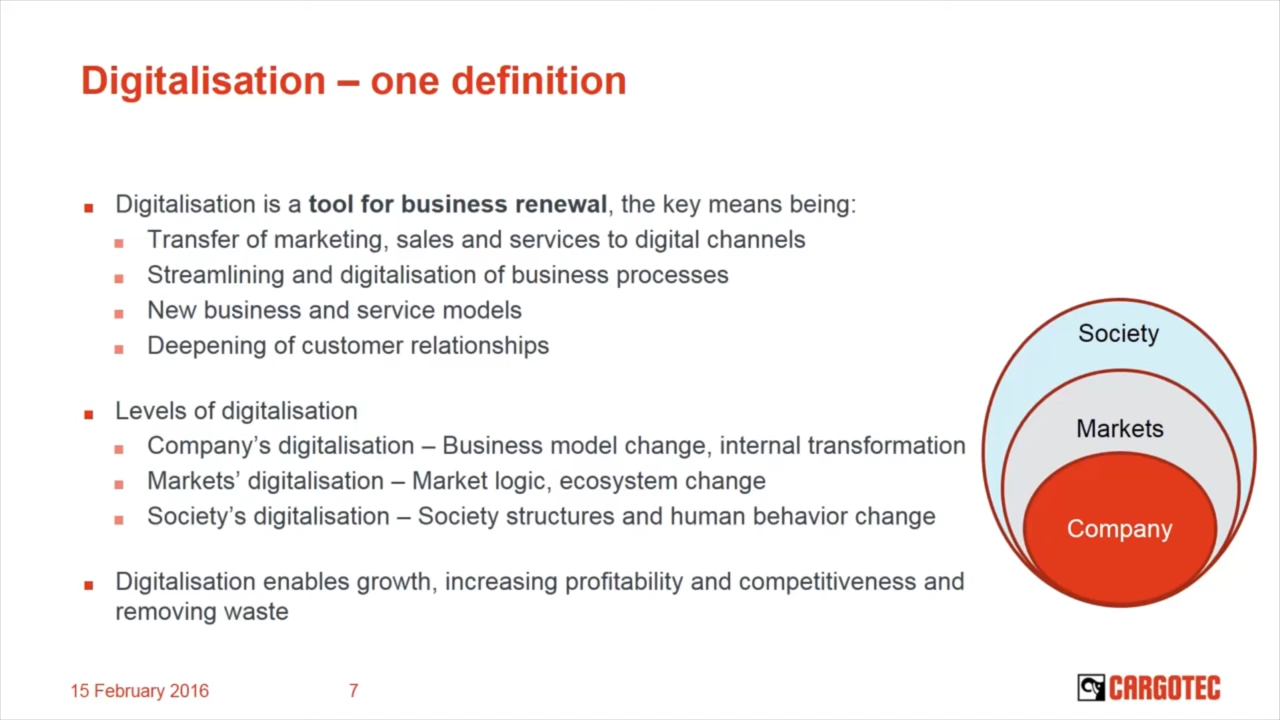 Digitalisation – one definition
Digitalisation is a tool for business renewal, the key means being:
Transfer of marketing, sales and services to digital channels
Streamlining and digitalisation of business processes
New business and service models
Deepening of customer relationships
Levels of digitalisation
Company’s digitalisation – Business model change, internal transformation
Markets’ digitalisation – Market logic, ecosystem change
Society’s digitalisation – Society structures and human behavior change
Digitalisation enables growth, increasing profitability and competitiveness and
removing waste
Society
Markets
Company
15 February 2016
7
CARGOTEC